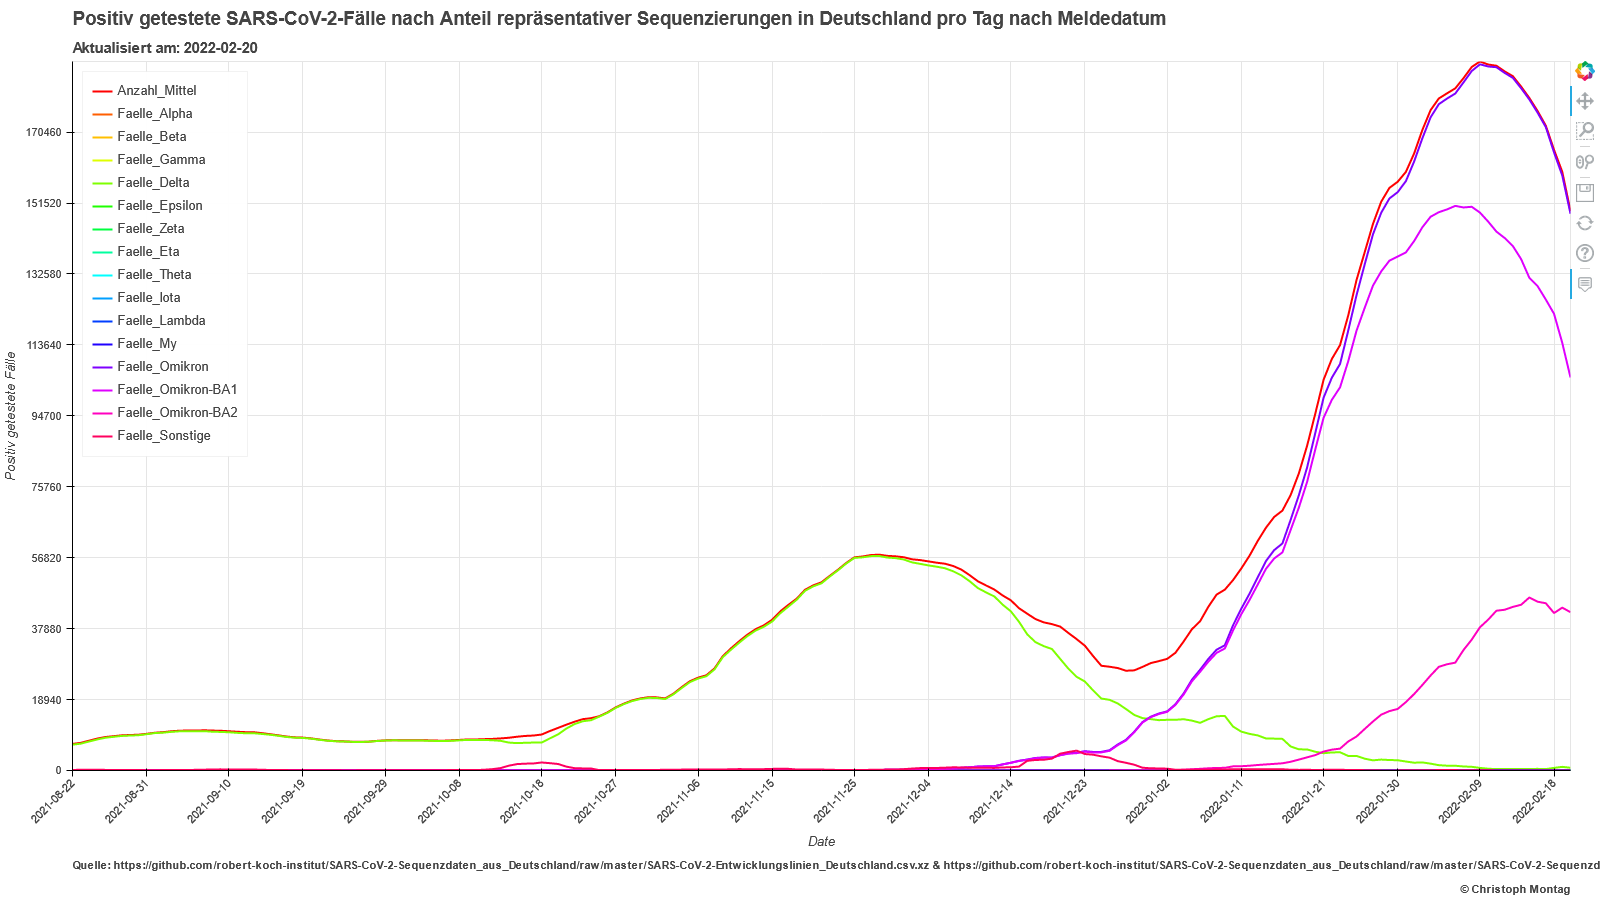 Positiv getestete SARS-CoV-2-Fälle nach Anteil repräsentativer Sequenzierungen in Deutschland pro Tag nach Meldedatum
Aktualisiert am: 2022-02-20
Anzahl_Mittel
Faelle_Alpha
Faelle_Beta
Faelle_Gamma
Faelle_Delta
Faelle_Epsilon
Faelle_Zeta
Faelle_Eta
Faelle_Theta
Faelle_Iota
Faelle_Lambda
Faelle_My
Faelle_Omikron
Faelle_Omikron-BA1
Faelle_Omikron-BA2
Faelle_Sonstige
Positiv getestete Fälle
170460
151520
132580
113640
94700
75760
56820
37880
18940
0
2021-08-22
2021-08-31
2021-09-10
2021-09-19
2021-09-29
2021-10-08
2021-10-18
2021-10-27
2021-11-06
2021-11-15
2021-11-25
2021-12-04
2021-12-14
2021-12-23
2022-01-02
2022-01-11
2022-01-21
2022-01-30
2022-02-09
2022-02-18
Date
Quelle: https://github.com/robert-koch-institut/SARS-CoV-2-Sequenzdaten_aus_Deutschland/raw/master/SARS-CoV-2-Entwicklungslinien_Deutschland.csv.xz & https://github.com/robert-koch-institut/SARS-CoV-2-Sequenzdaten_aus_Deutschland/raw/master/SARS-CoV-2-Sequenzd
© Christoph Montag